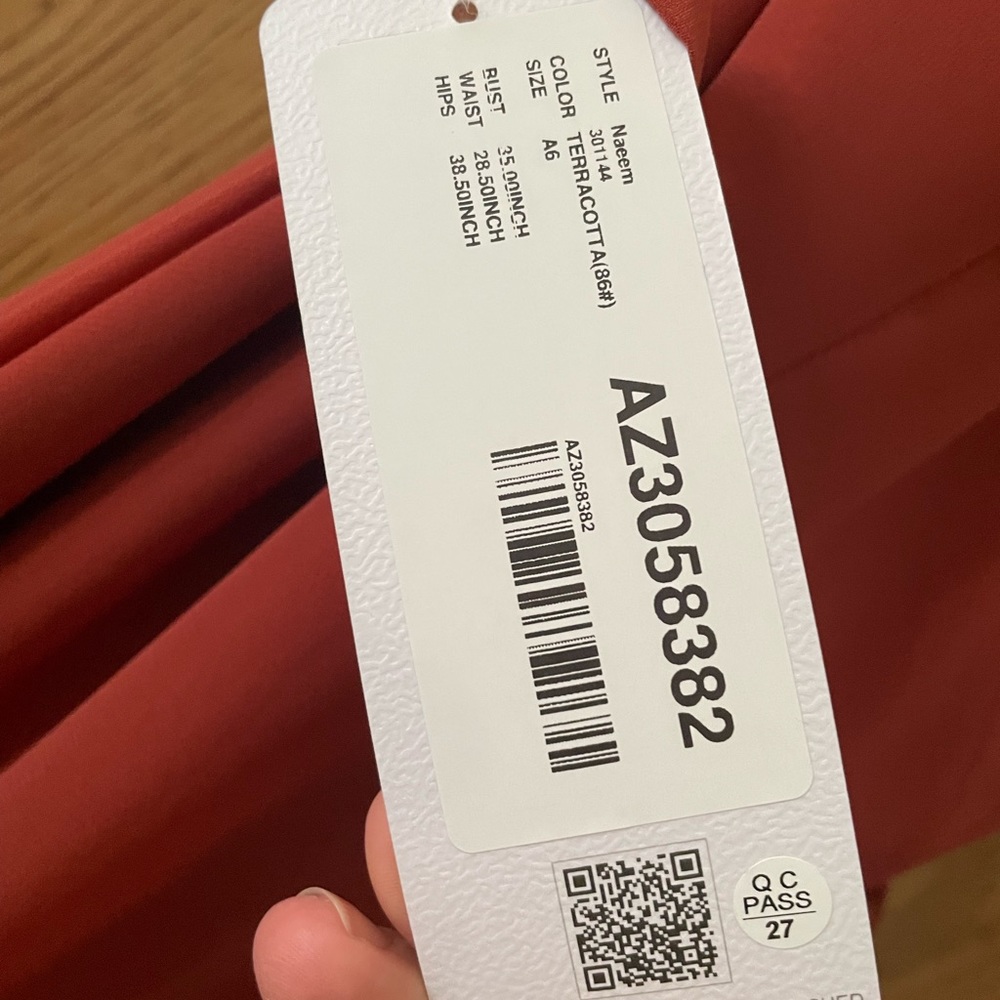 STYLE Naeem
301144
COLOR TERRACOTTA(86#)
SIZE A6
BUST 35.00INCH
WAIST 28.50INCH
HIPS 38.50INCH
AZ3058382
AZ3058382
QC
PASS
27